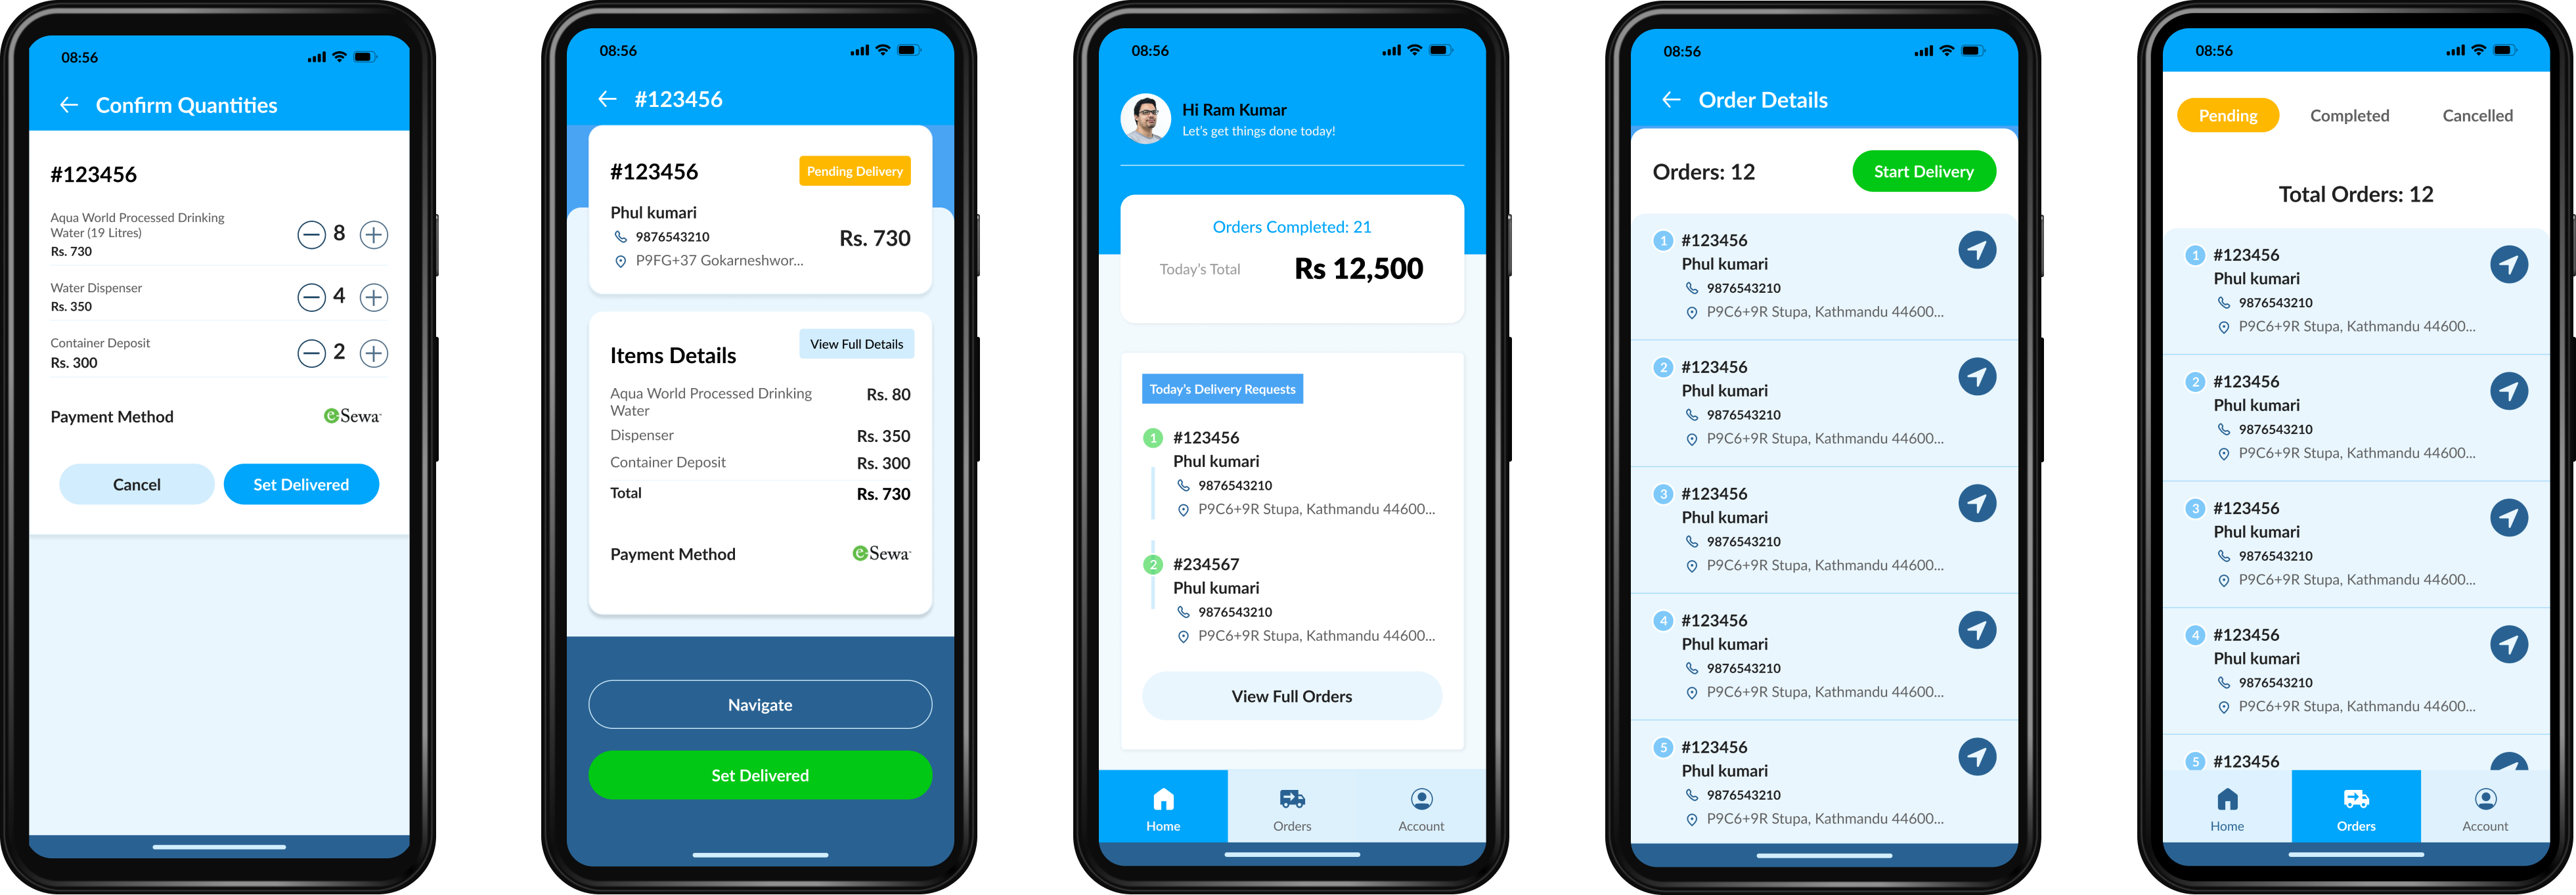 08:56
Confirm Quantities
#123456
Aqua World Processed Drinking
Water (19 Litres)
Rs. 730
8
Water Dispenser
Rs. 350
4
Container Deposit
Rs. 300
2
Payment Method
eSewa
Cancel
Set Delivered
08:56
#123456
#123456
Pending Delivery
Phul kumari
9876543210
Rs. 730
P9FG+37 Gokarneshwor...
View Full Details
Items Details
Aqua World Processed Drinking
Water
Rs. 80
Dispenser
Rs. 350
Container Deposit
Rs. 300
Total
Rs. 730
Payment Method
eSewa
Navigate
Set Delivered
08:56
Hi Ram Kumar
Let's get things done today!
Orders Completed: 21
Today's Total
Rs 12,500
Today's Delivery Requests
1
#123456
Phul kumari
9876543210
P9C6+9R Stupa, Kathmandu 44600...
2
#234567
Phul kumari
9876543210
P9C6+9R Stupa, Kathmandu 44600...
View Full Orders
Home
Orders
Account
08:56
Order Details
Orders: 12
Start Delivery
1
#123456
Phul kumari
9876543210
P9C6+9R Stupa, Kathmandu 44600...
2
#123456
Phul kumari
9876543210
P9C6+9R Stupa, Kathmandu 44600...
3
#123456
Phul kumari
9876543210
P9C6+9R Stupa, Kathmandu 44600...
4
#123456
Phul kumari
9876543210
P9C6+9R Stupa, Kathmandu 44600...
5
#123456
Phul kumari
9876543210
P9C6+9R Stupa, Kathmandu 44600...
08:56
Pending
Completed
Cancelled
Total Orders: 12
1
#123456
Phul kumari
9876543210
P9C6+9R Stupa, Kathmandu 44600...
2
#123456
Phul kumari
9876543210
P9C6+9R Stupa, Kathmandu 44600...
3
#123456
Phul kumari
9876543210
P9C6+9R Stupa, Kathmandu 44600...
4
#123456
Phul kumari
9876543210
P9C6+9R Stupa, Kathmandu 44600...
5
#123456
Home
Orders
Account